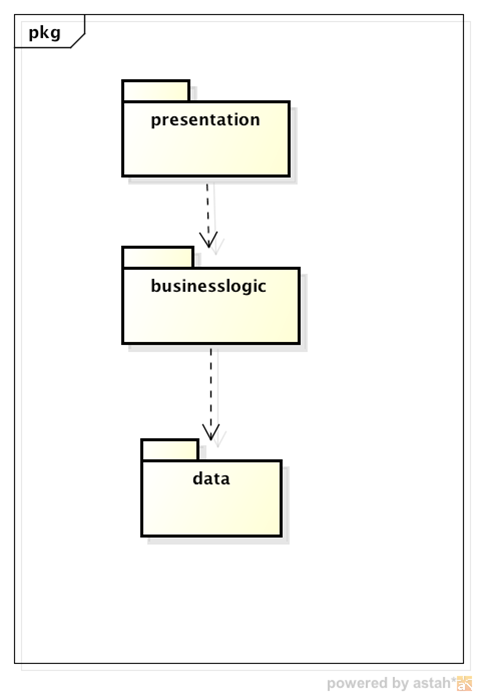 pkg
presentation
businesslogic
data
powered by astah*